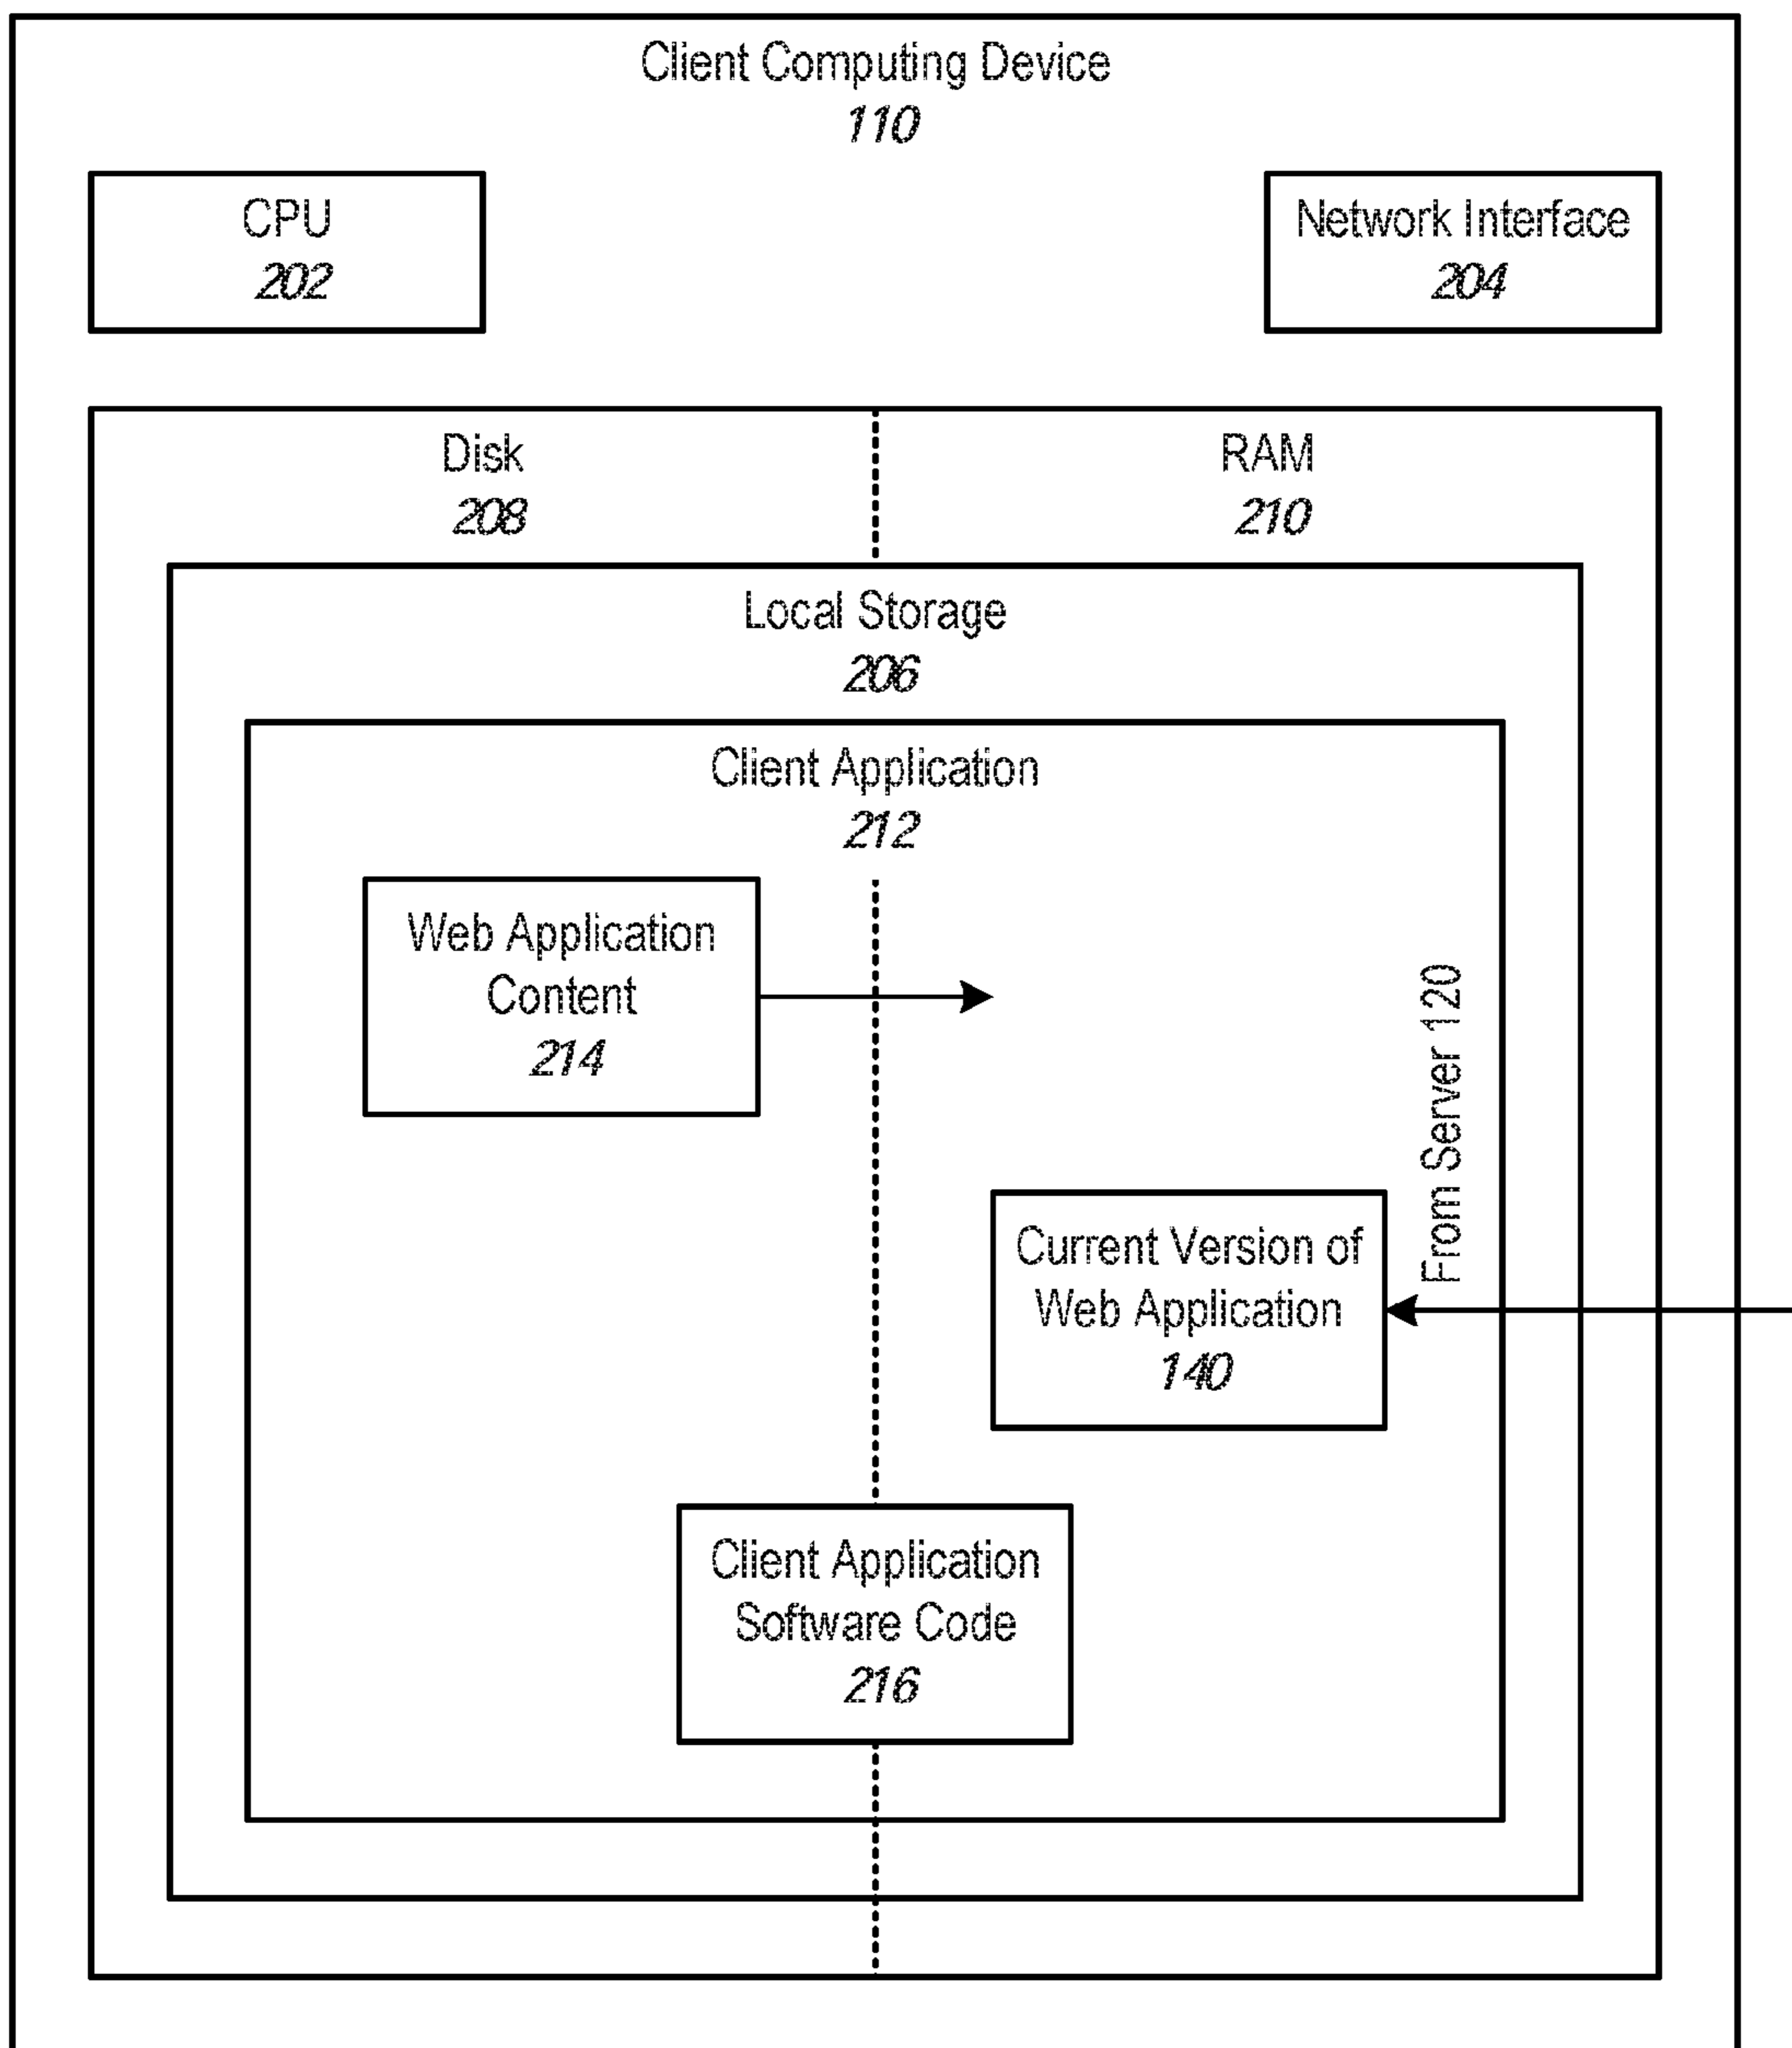 Client Computing Device
110
CPU
202
Network Interface
204
Disk
208
RAM
210
Local Storage
206
Client Application
212
Web Application
Content
214
From Server 120
Current Version of
Web Application
140
Client Application
Software Code
216